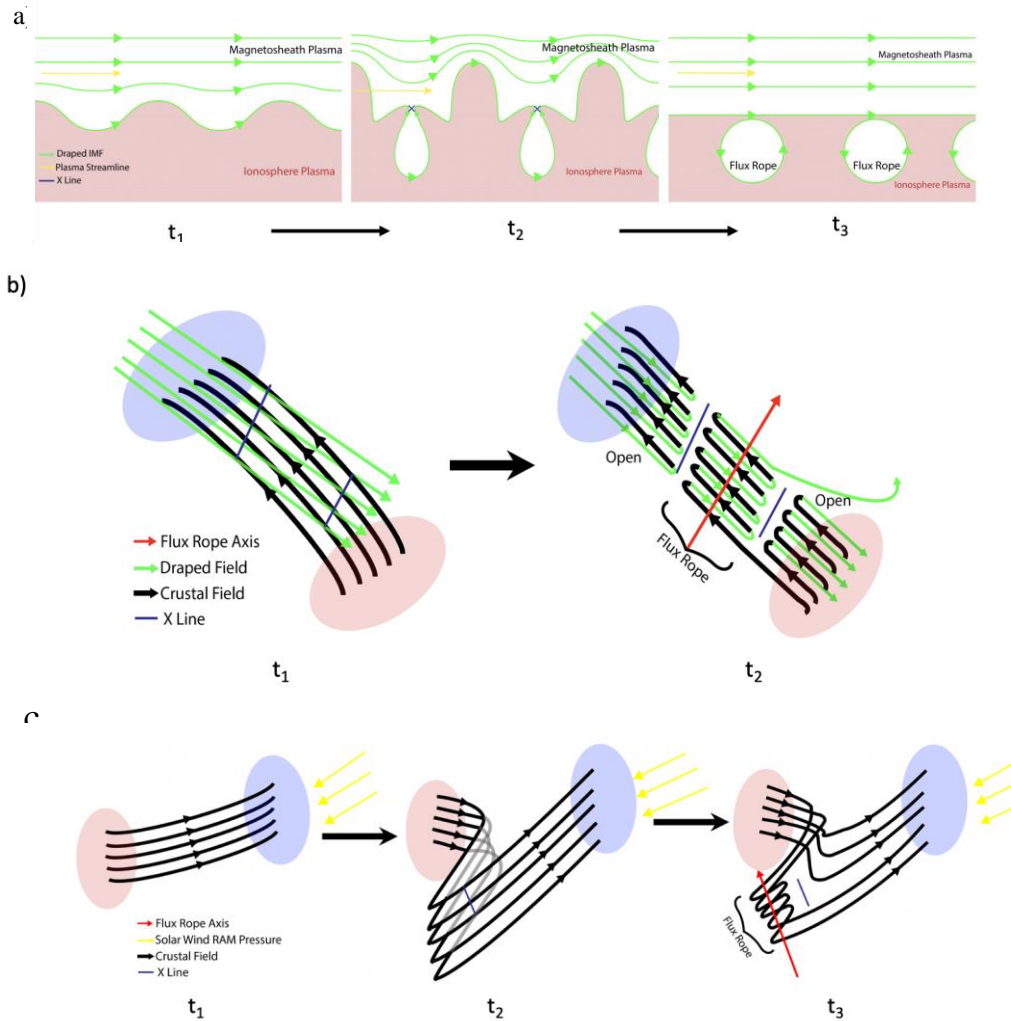 a)
Magnetosheath Plasma
Draped IMF
Plasma Streamline
X Line
Ionosphere Plasma
Magnetosheath Plasma
Ionosphere Plasma
Magnetosheath Plasma
Flux Rope
Flux Rope
Ionosphere Plasma
t1
t2
t3
b)
Flux Rope Axis
Draped Field
Crustal Field
X Line
Open
Flux Rope
Open
t1
t2
Flux Rope Axis
Solar Wind RAM Pressure
Crustal Field
X Line
Flux Rope
t1
t2
t3